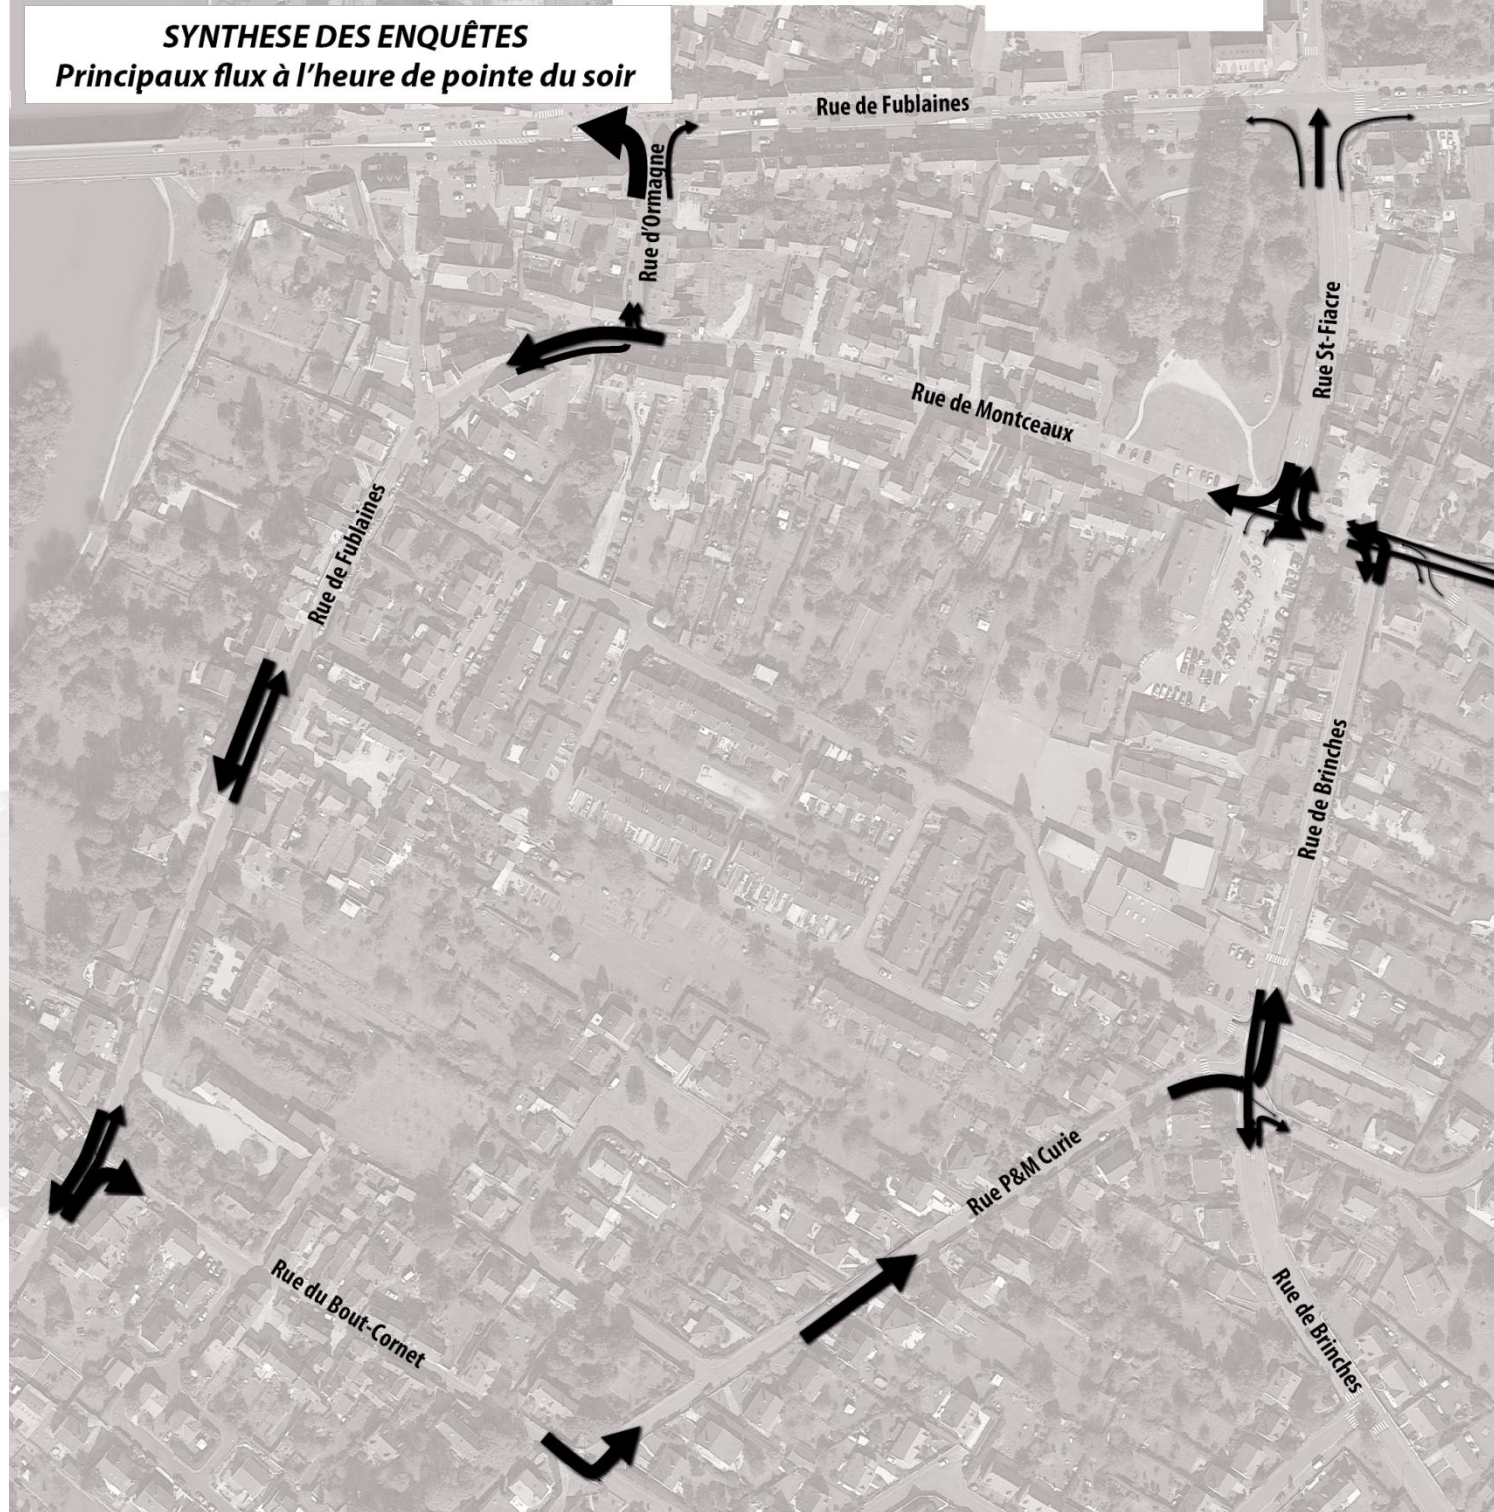 SYNTHESE DES ENQUÊTES
Principaux flux à l'heure de pointe du soir
Rue de Fublaines
Rue d'Ormagne
Rue St-Fiacre
Rue de Montceaux
Rue de Fublaines
Rue de Brinches
Rue P&M Curie
Rue du Bout-Cornet
Rue de Brinches